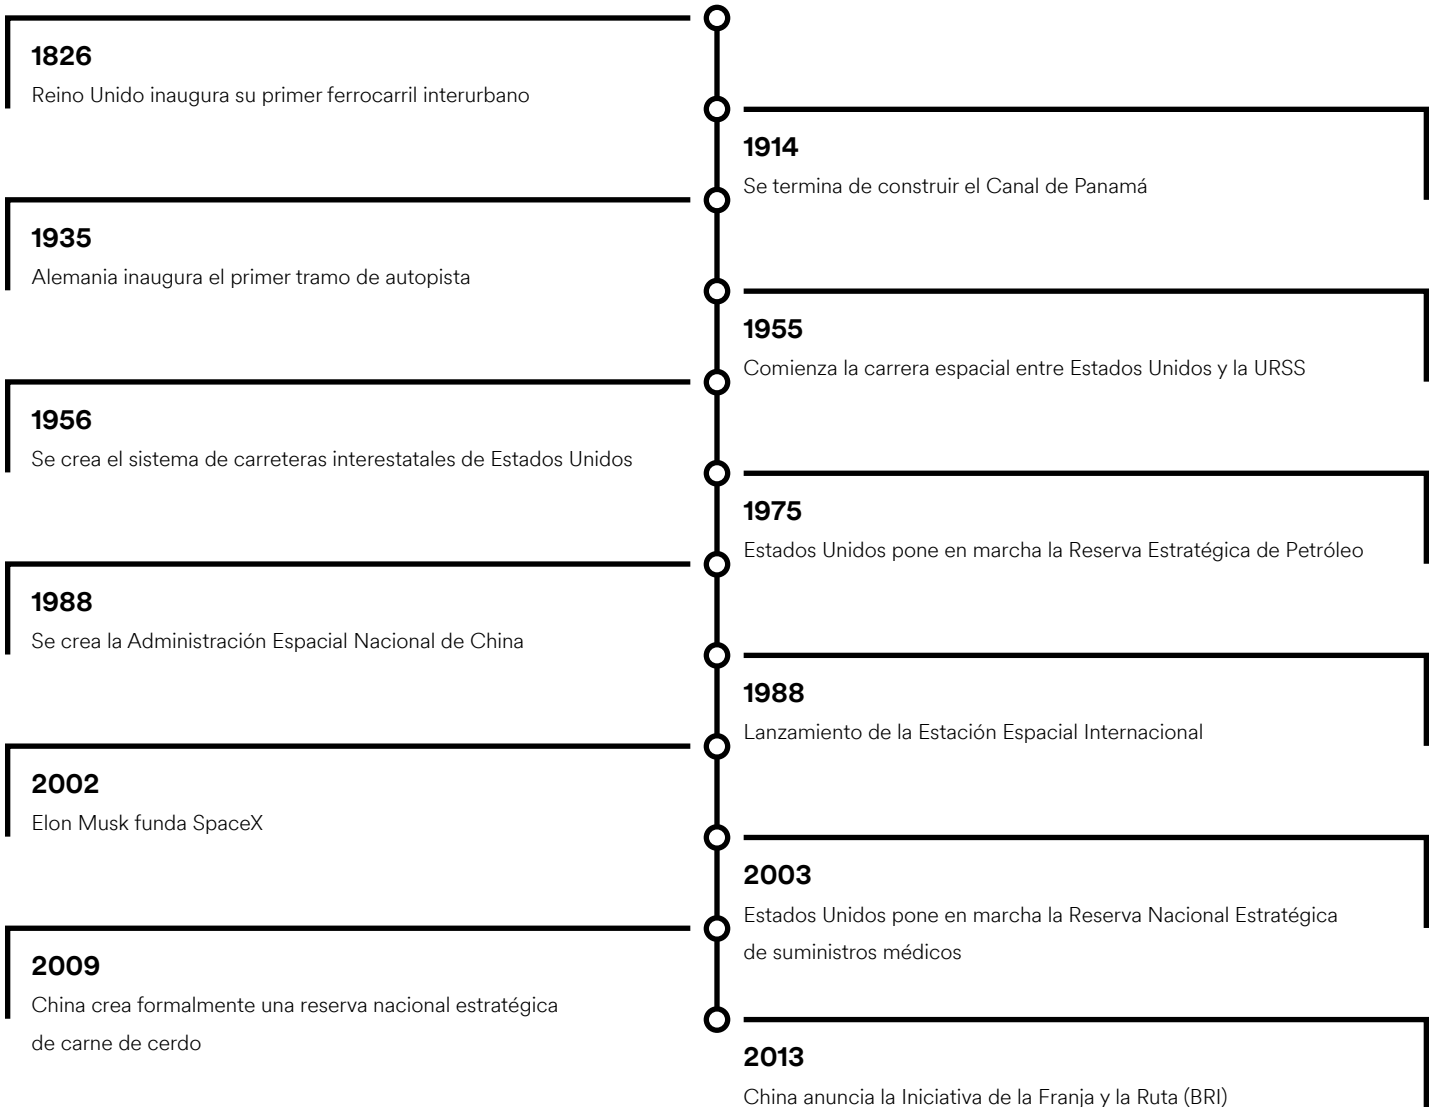 1826
Reino Unido inaugura su primer ferrocarril interurbano
1914
Se termina de construir el Canal de Panamá
1935
Alemania inaugura el primer tramo de autopista
1955
Comienza la carrera espacial entre Estados Unidos y la URSS
1956
Se crea el sistema de carreteras interestatales de Estados Unidos
1975
Estados Unidos pone en marcha la Reserva Estratégica de Petróleo
1988
Se crea la Administración Espacial Nacional de China
1988
Lanzamiento de la Estación Espacial Internacional
2002
Elon Musk funda SpaceX
2003
Estados Unidos pone en marcha la Reserva Nacional Estratégica
de suministros médicos
2009
China crea formalmente una reserva nacional estratégica
de carne de cerdo
2013
China anuncia la Iniciativa de la Franja y la Ruta (BRI)